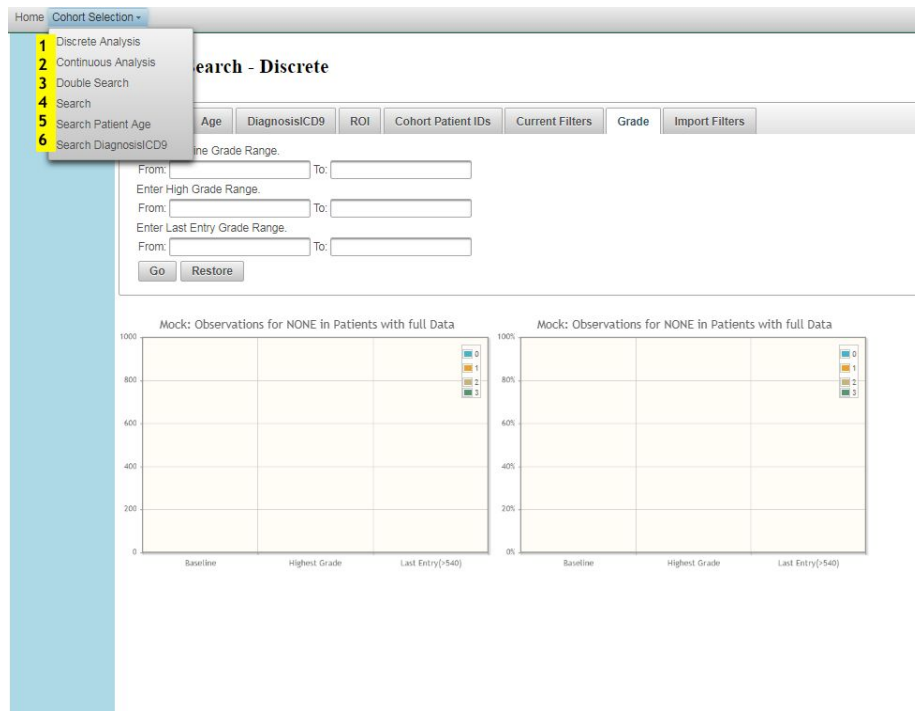 Home Cohort Selection
1 Discrete Analysis
2 Continuous Analysis
3 Double Search
4 Search
5 Search Patient Age
6 Search DiagnosisICD9
earch - Discrete
Age DiagnosisICD9 ROI Cohort Patient IDs Current Filters Grade Import Filters
ine Grade Range.
From: To:
Enter High Grade Range.
From: To:
Enter Last Entry Grade Range.
From: To:
Go Restore
Mock: Observations for NONE in Patients with full Data
1000
800
600
400
200
0
0
1
2
3
Baseline Highest Grade Last Entry(>540)
Mock: Observations for NONE in Patients with full Data
100%
80%
60%
40%
20%
0%
0
1
2
3
Baseline Highest Grade Last Entry(>540)